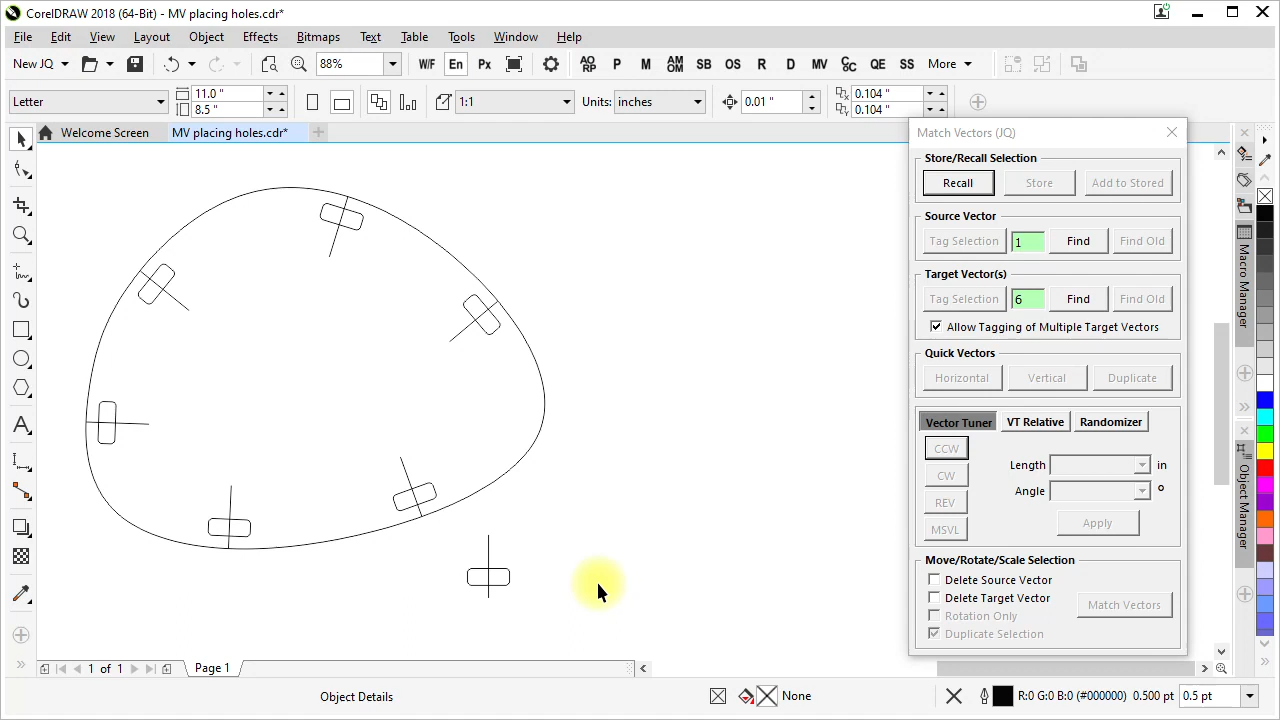 CorelDRAW 2018 (64-Bit) - MV placing holes.cdr*
File Edit View Layout Object Effects Bitmaps Text Table Tools Window Help
New JQ 88% W/F En Px P M AM OM SB OS R D MV QE SS More
Letter 11.0 " 8.5 " 1:1 Units: inches 0.01 " 0.104 " 0.104 "
Welcome Screen MV placing holes.cdr*
Match Vectors (JQ)
Store/Recall Selection
Recall Store Add to Stored
Source Vector
Tag Selection 1 Find Find Old
Target Vector(s)
Tag Selection 6 Find Find Old
Allow Tagging of Multiple Target Vectors
Quick Vectors
Horizontal Vertical Duplicate
Vector Tuner VT Relative Randomizer
CCW
CW
REV
MSVL
Length in
Angle °
Apply
Move/Rotate/Scale Selection
Delete Source Vector
Delete Target Vector
Rotation Only
Duplicate Selection
Match Vectors
Macro Manager
Object Manager
1 of 1 Page 1
Object Details None R:0 G:0 B:0 (#000000) 0.500 pt 0.5 pt